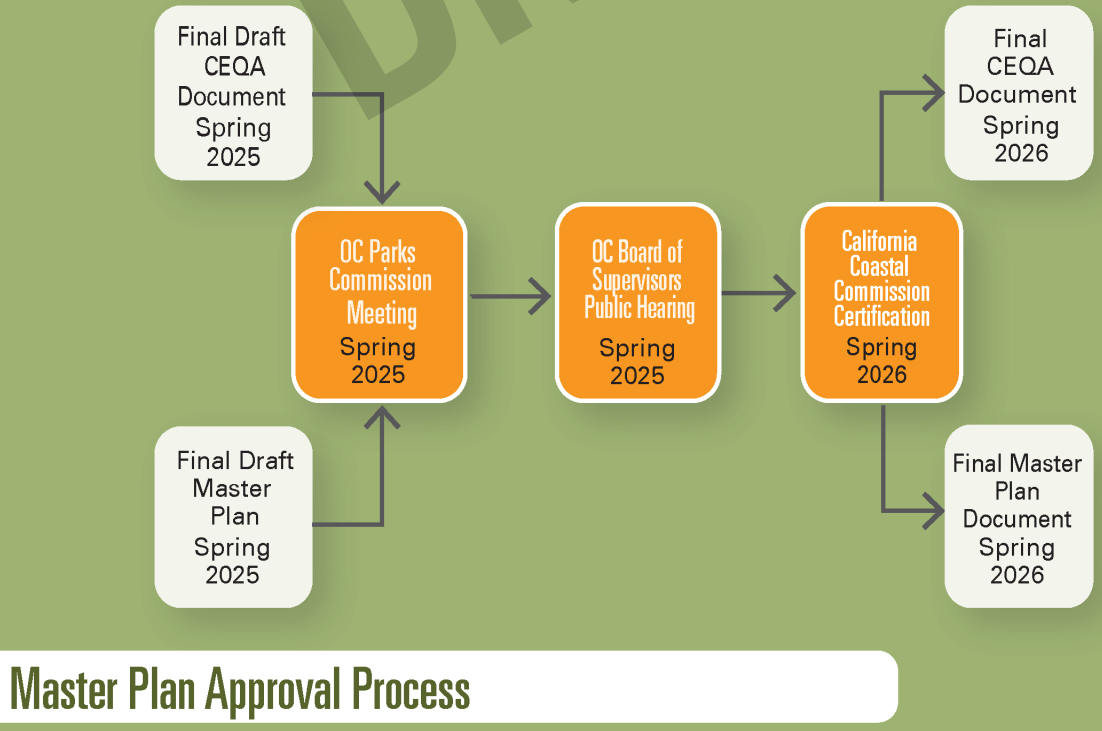 Final Draft
CEQA
Document
Spring
2025
Final
CEQA
Document
Spring
2026
OC Parks
Commission
Meeting
Spring
2025
OC Board of
Supervisors
Public Hearing
Spring
2025
California
Coastal
Commission
Certification
Spring
2026
Final Draft
Master
Plan
Spring
2025
Final Master
Plan
Document
Spring
2026
Master Plan Approval Process